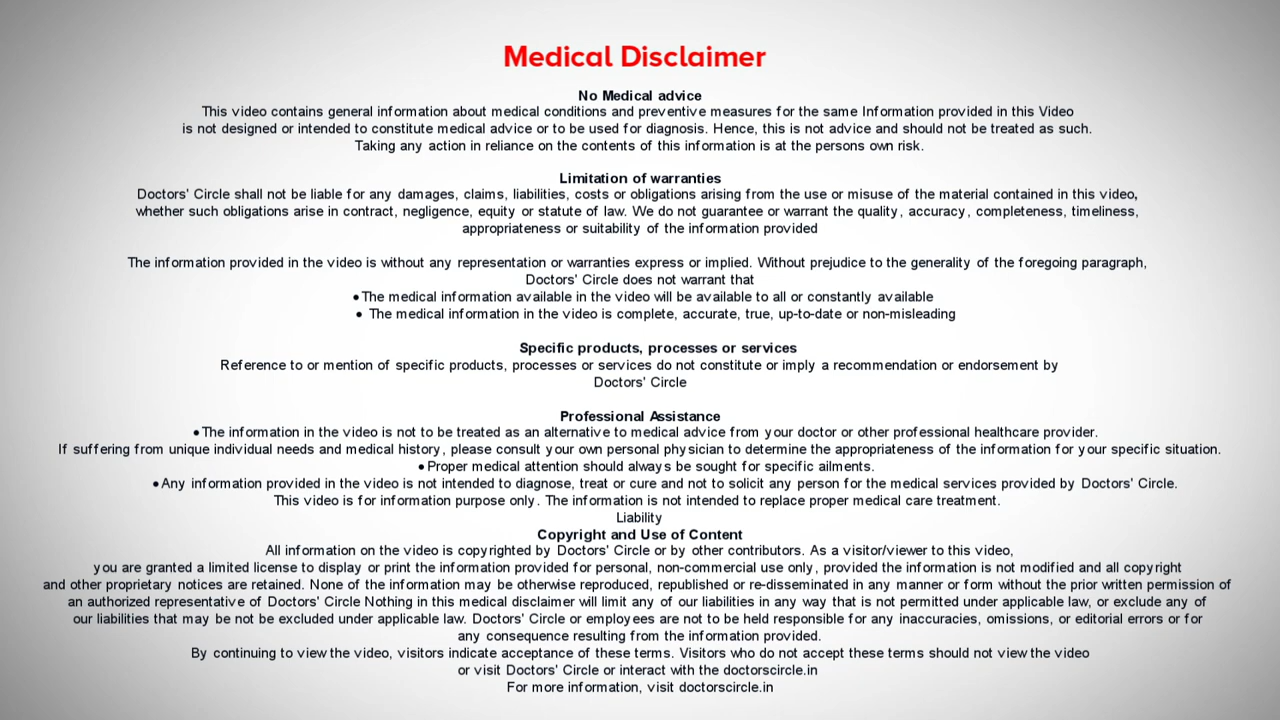 Medical Disclaimer
No Medical advice
This video contains general information about medical conditions and preventive measures for the same Information provided in this Video
is not designed or intended to constitute medical advice or to be used for diagnosis. Hence, this is not advice and should not be treated as such.
Taking any action in reliance on the contents of this information is at the persons own risk.
Limitation of warranties
Doctors' Circle shall not be liable for any damages, claims, liabilities, costs or obligations arising from the use or misuse of the material contained in this video,
whether such obligations arise in contract, negligence, equity or statute of law. We do not guarantee or warrant the quality, accuracy, completeness, timeliness,
appropriateness or suitability of the information provided
The information provided in the video is without any representation or warranties express or implied. Without prejudice to the generality of the foregoing paragraph,
Doctors' Circle does not warrant that
• The medical information available in the video will be available to all or constantly available
• The medical information in the video is complete, accurate, true, up-to-date or non-misleading
Specific products, processes or services
Reference to or mention of specific products, processes or services do not constitute or imply a recommendation or endorsement by
Doctors' Circle
Professional Assistance
• The information in the video is not to be treated as an alternative to medical advice from your doctor or other professional healthcare provider.
If suffering from unique individual needs and medical history, please consult your own personal physician to determine the appropriateness of the information for your specific situation.
• Proper medical attention should always be sought for specific ailments.
• Any information provided in the video is not intended to diagnose, treat or cure and not to solicit any person for the medical services provided by Doctors' Circle.
This video is for information purpose only. The information is not intended to replace proper medical care treatment.
Liability
Copyright and Use of Content
All information on the video is copyrighted by Doctors' Circle or by other contributors. As a visitor/viewer to this video,
you are granted a limited license to display or print the information provided for personal, non-commercial use only, provided the information is not modified and all copyright
and other proprietary notices are retained. None of the information may be otherwise reproduced, republished or re-disseminated in any manner or form without the prior written permission of
an authorized representative of Doctors' Circle Nothing in this medical disclaimer will limit any of our liabilities in any way that is not permitted under applicable law, or exclude any of
our liabilities that may be not be excluded under applicable law. Doctors' Circle or employees are not to be held responsible for any inaccuracies, omissions, or editorial errors or for
any consequence resulting from the information provided.
By continuing to view the video, visitors indicate acceptance of these terms. Visitors who do not accept these terms should not view the video
or visit Doctors' Circle or interact with the doctorscircle.in
For more information, visit doctorscircle.in